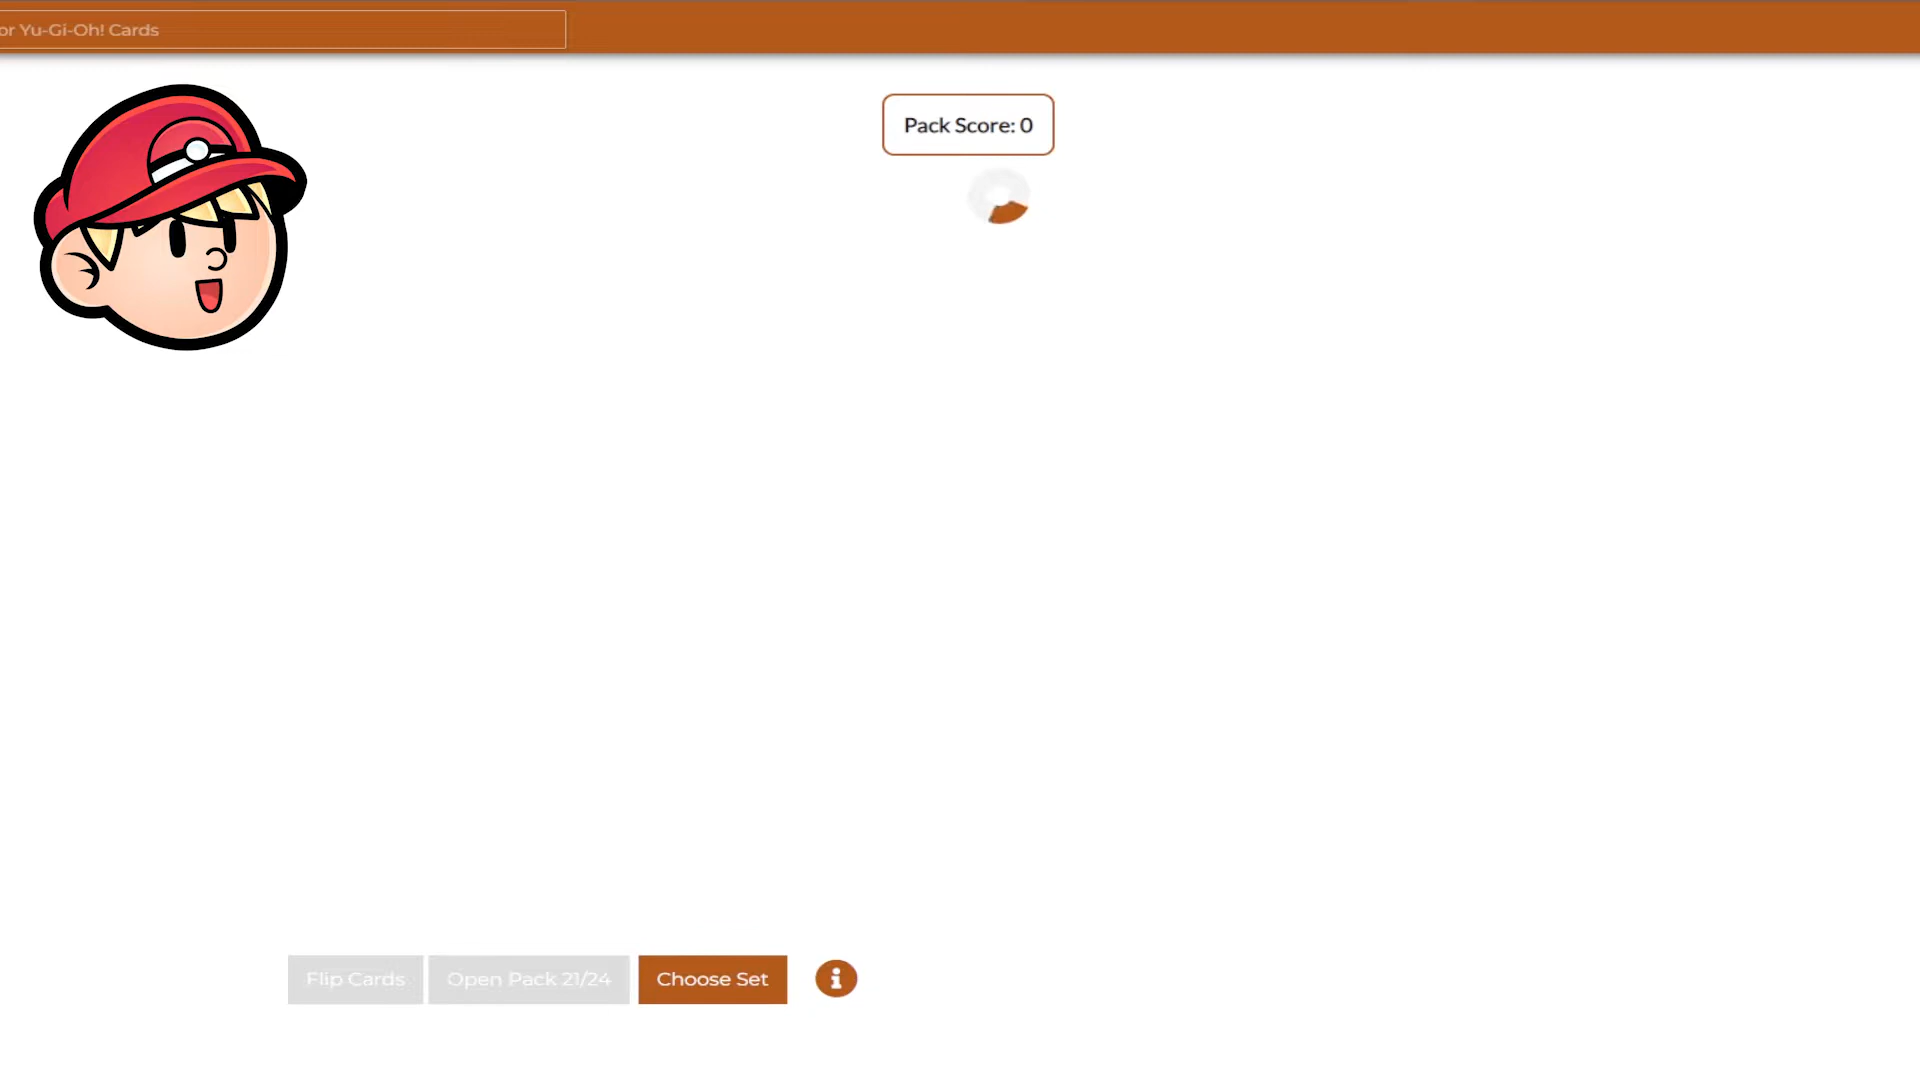 or Yu-Gi-Oh! Cards
Pack Score: 0
Flip Cards
Open Pack 21/24
Choose Set
i